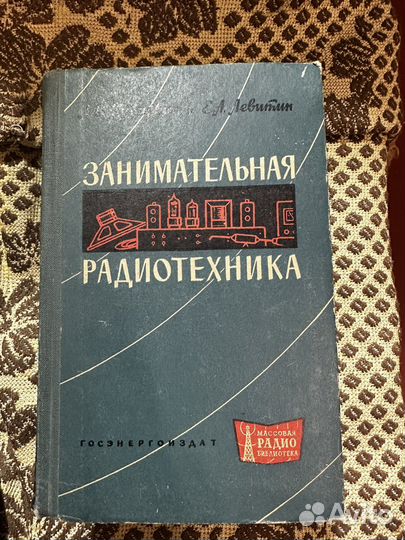 Е. А. Левитин
ЗАНИМАТЕЛЬНАЯ
РАДИОТЕХНИКА
ГОСЭНЕРГОИЗДАТ
МАССОВАЯ
РАДИО
БИБЛИОТЕКА
Avito